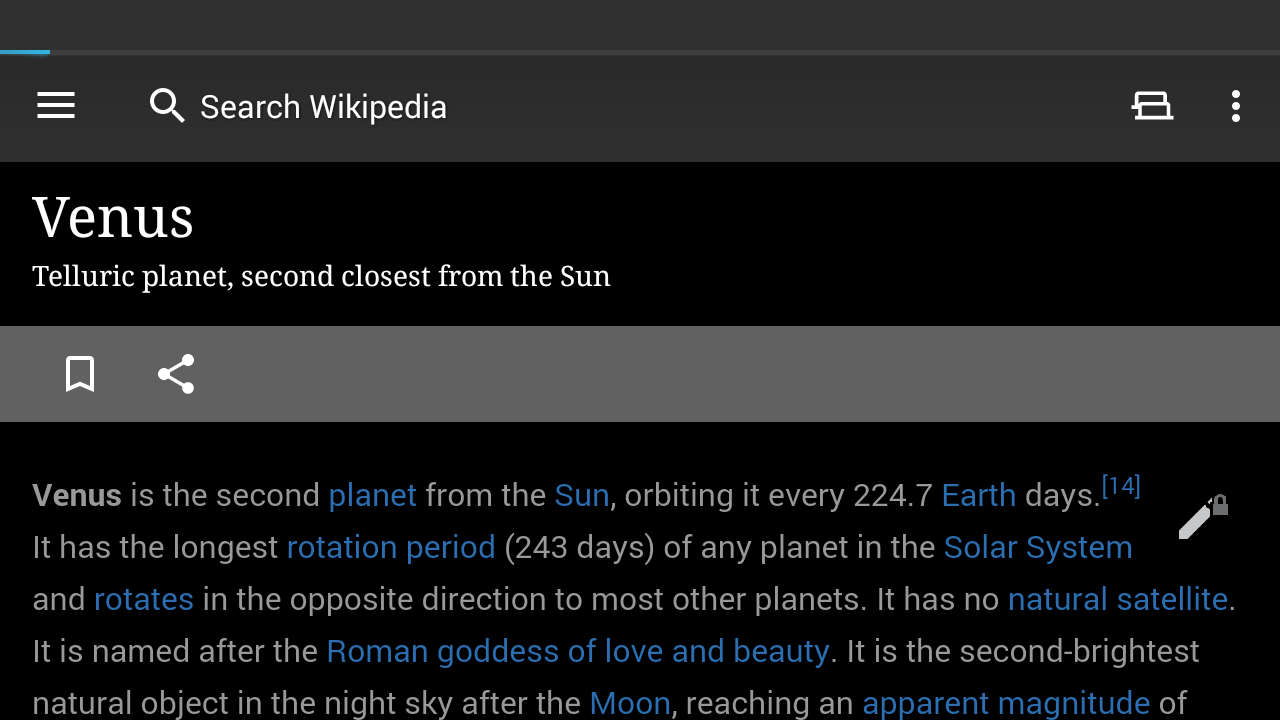 Search Wikipedia
Venus
Telluric planet, second closest from the Sun
Venus is the second planet from the Sun, orbiting it every 224.7 Earth days.[14]
It has the longest rotation period (243 days) of any planet in the Solar System
and rotates in the opposite direction to most other planets. It has no natural satellite.
It is named after the Roman goddess of love and beauty. It is the second-brightest
natural object in the night sky after the Moon, reaching an apparent magnitude of